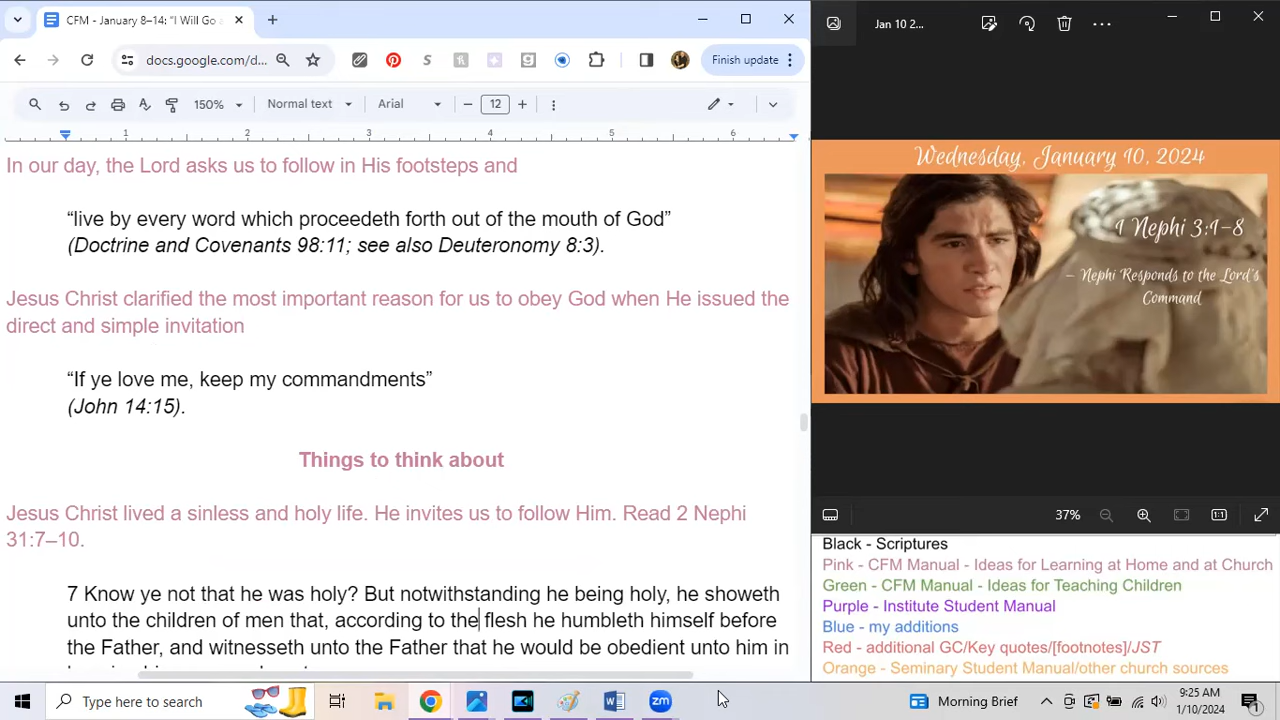 CFM - January 8–14: “I Will Go a
docs.google.com/d...
Finish update
150%
Normal text
Arial
12
1 2 3 4 5 6
In our day, the Lord asks us to follow in His footsteps and
“live by every word which proceedeth forth out of the mouth of God”
(Doctrine and Covenants 98:11; see also Deuteronomy 8:3).
Jesus Christ clarified the most important reason for us to obey God when He issued the
direct and simple invitation
“If ye love me, keep my commandments”
(John 14:15).
Things to think about
Jesus Christ lived a sinless and holy life. He invites us to follow Him. Read 2 Nephi
31:7–10.
7 Know ye not that he was holy? But notwithstanding he being holy, he showeth
unto the children of men that, according to the flesh he humbleth himself before
the Father, and witnesseth unto the Father that he would be obedient unto him in
Jan 10 2...
Wednesday, January 10, 2024
1 Nephi 3:1-8
– Nephi Responds to the Lord's
Command
37%
1:1
Black - Scriptures
Pink - CFM Manual - Ideas for Learning at Home and at Church
Green - CFM Manual - Ideas for Teaching Children
Purple - Institute Student Manual
Blue - my additions
Red - additional GC/Key quotes/[footnotes]/JST
Orange - Seminary Student Manual/other church sources
Type here to search
zm
Morning Brief
9:25 AM
1/10/2024
1